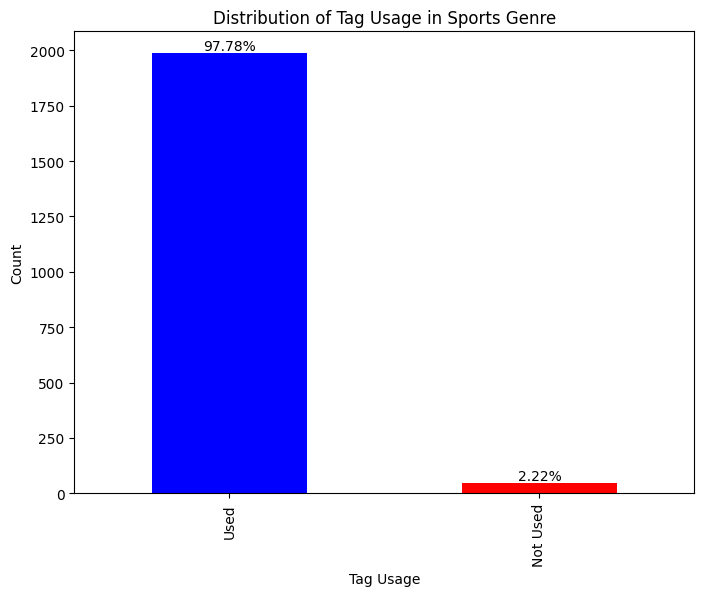 Distribution of Tag Usage in Sports Genre
97.78%
2.22%
2000
1750
1500
1250
1000
750
500
250
0
Count
Used
Not Used
Tag Usage